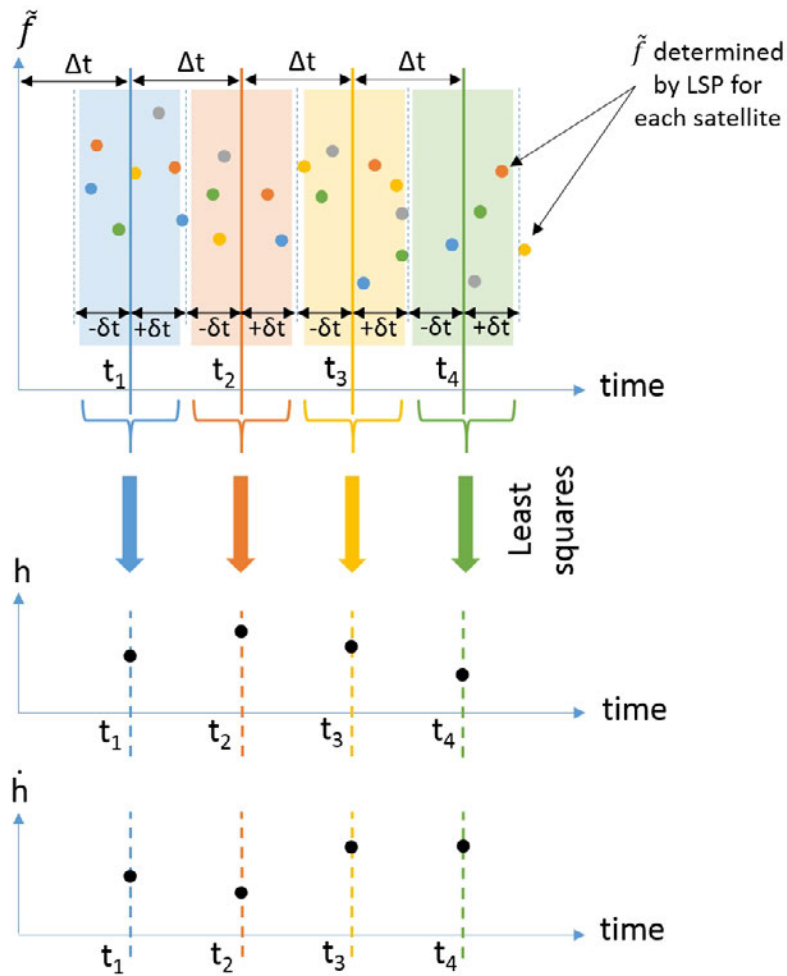 f̃
Δt Δt Δt Δt
f̃ determined
by LSP for
each satellite
-δt +δt -δt +δt -δt +δt -δt +δt
t₁ t₂ t₃ t₄
time
Least
squares
h
t₁ t₂ t₃ t₄
time
ḣ
t₁ t₂ t₃ t₄
time